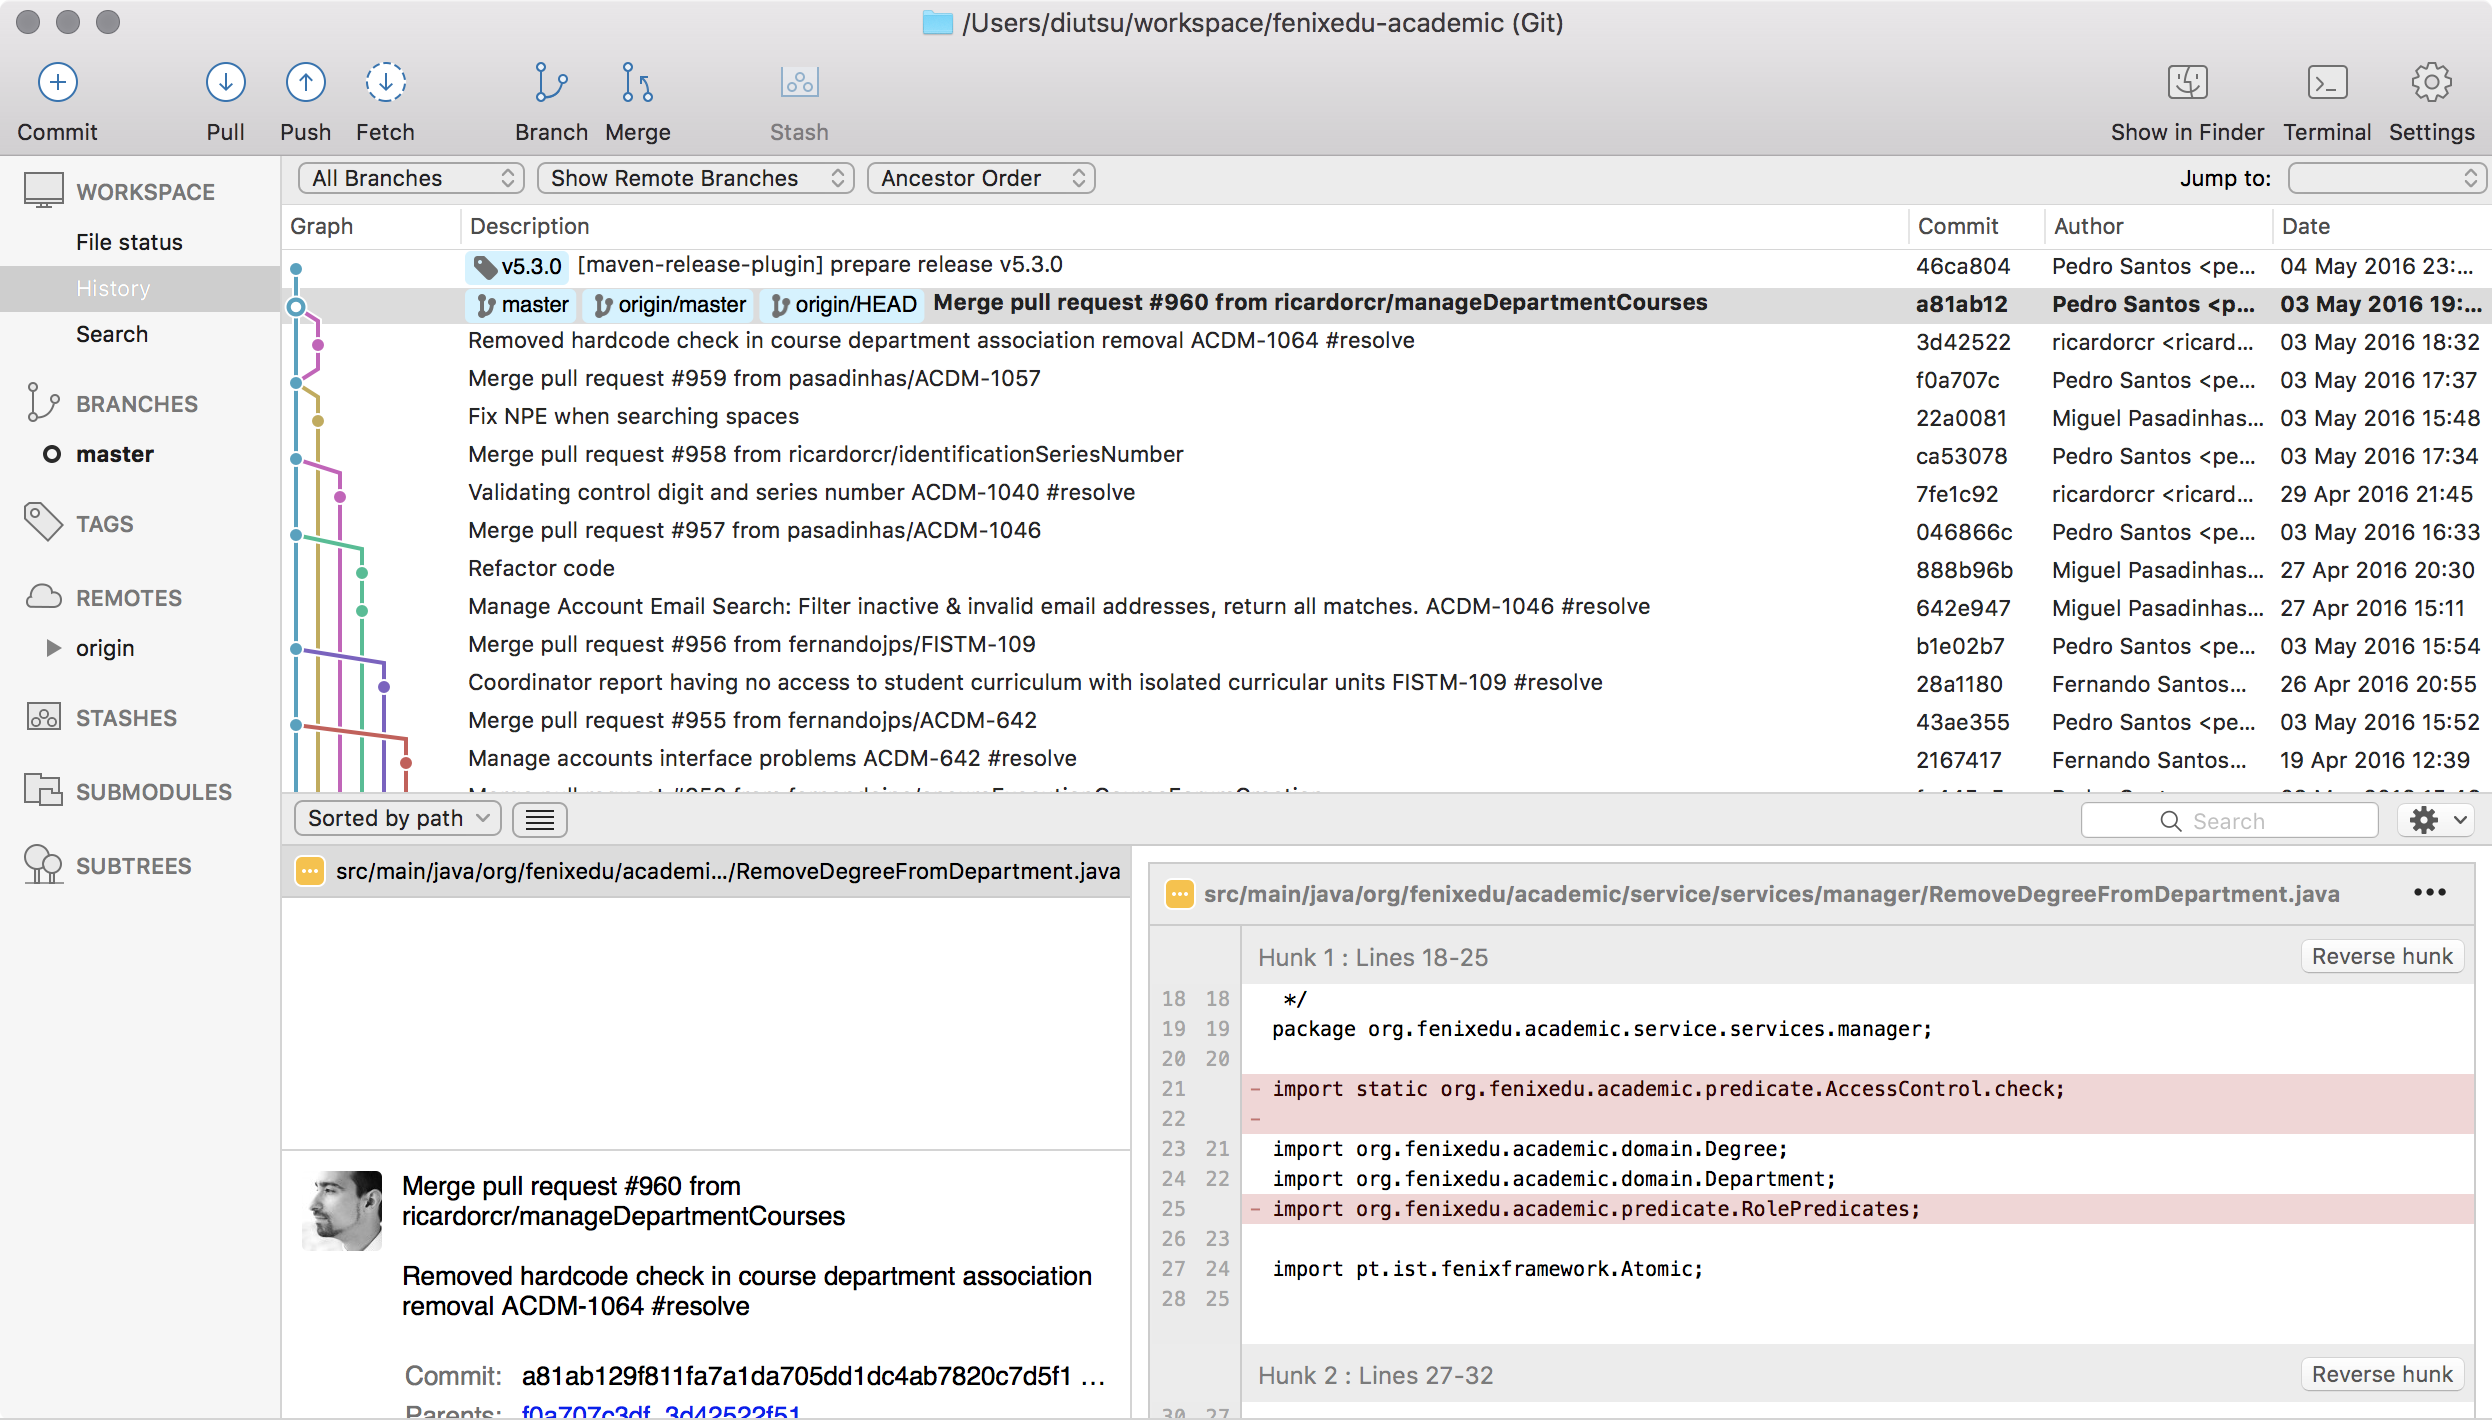 /Users/diutsu/workspace/fenixedu-academic (Git)
Commit Pull Push Fetch Branch Merge Stash Show in Finder Terminal Settings
WORKSPACE
File status
History
Search
BRANCHES
master
TAGS
REMOTES
origin
STASHES
SUBMODULES
SUBTREES
All Branches Show Remote Branches Ancestor Order Jump to:
Graph Description Commit Author Date
v5.3.0 [maven-release-plugin] prepare release v5.3.0 46ca804 Pedro Santos <pe... 04 May 2016 23:...
master origin/master origin/HEAD Merge pull request #960 from ricardorcr/manageDepartmentCourses a81ab12 Pedro Santos <p... 03 May 2016 19:...
Removed hardcode check in course department association removal ACDM-1064 #resolve 3d42522 ricardorcr <ricard... 03 May 2016 18:32
Merge pull request #959 from pasadinhas/ACDM-1057 f0a707c Pedro Santos <pe... 03 May 2016 17:37
Fix NPE when searching spaces 22a0081 Miguel Pasadinhas... 03 May 2016 15:48
Merge pull request #958 from ricardorcr/identificationSeriesNumber ca53078 Pedro Santos <pe... 03 May 2016 17:34
Validating control digit and series number ACDM-1040 #resolve 7fe1c92 ricardorcr <ricard... 29 Apr 2016 21:45
Merge pull request #957 from pasadinhas/ACDM-1046 046866c Pedro Santos <pe... 03 May 2016 16:33
Refactor code 888b96b Miguel Pasadinhas... 27 Apr 2016 20:30
Manage Account Email Search: Filter inactive & invalid email addresses, return all matches. ACDM-1046 #resolve 642e947 Miguel Pasadinhas... 27 Apr 2016 15:11
Merge pull request #956 from fernandojps/FISTM-109 b1e02b7 Pedro Santos <pe... 03 May 2016 15:54
Coordinator report having no access to student curriculum with isolated curricular units FISTM-109 #resolve 28a1180 Fernando Santos... 26 Apr 2016 20:55
Merge pull request #955 from fernandojps/ACDM-642 43ae355 Pedro Santos <pe... 03 May 2016 15:52
Manage accounts interface problems ACDM-642 #resolve 2167417 Fernando Santos... 19 Apr 2016 12:39
Sorted by path Search
src/main/java/org/fenixedu/academi.../RemoveDegreeFromDepartment.java
Merge pull request #960 from
ricardorcr/manageDepartmentCourses
Removed hardcode check in course department association
removal ACDM-1064 #resolve
Commit: a81ab129f811fa7a1da705dd1dc4ab7820c7d5f1 ...
Parents: f0a707c3df, 3d42522f51
src/main/java/org/fenixedu/academic/service/services/manager/RemoveDegreeFromDepartment.java •••
Hunk 1 : Lines 18-25 Reverse hunk
18 18 */
19 19 package org.fenixedu.academic.service.services.manager;
20 20
21 - import static org.fenixedu.academic.predicate.AccessControl.check;
22 -
23 21 import org.fenixedu.academic.domain.Degree;
24 22 import org.fenixedu.academic.domain.Department;
25 - import org.fenixedu.academic.predicate.RolePredicates;
26 23
27 24 import pt.ist.fenixframework.Atomic;
28 25
Hunk 2 : Lines 27-32 Reverse hunk
30 27